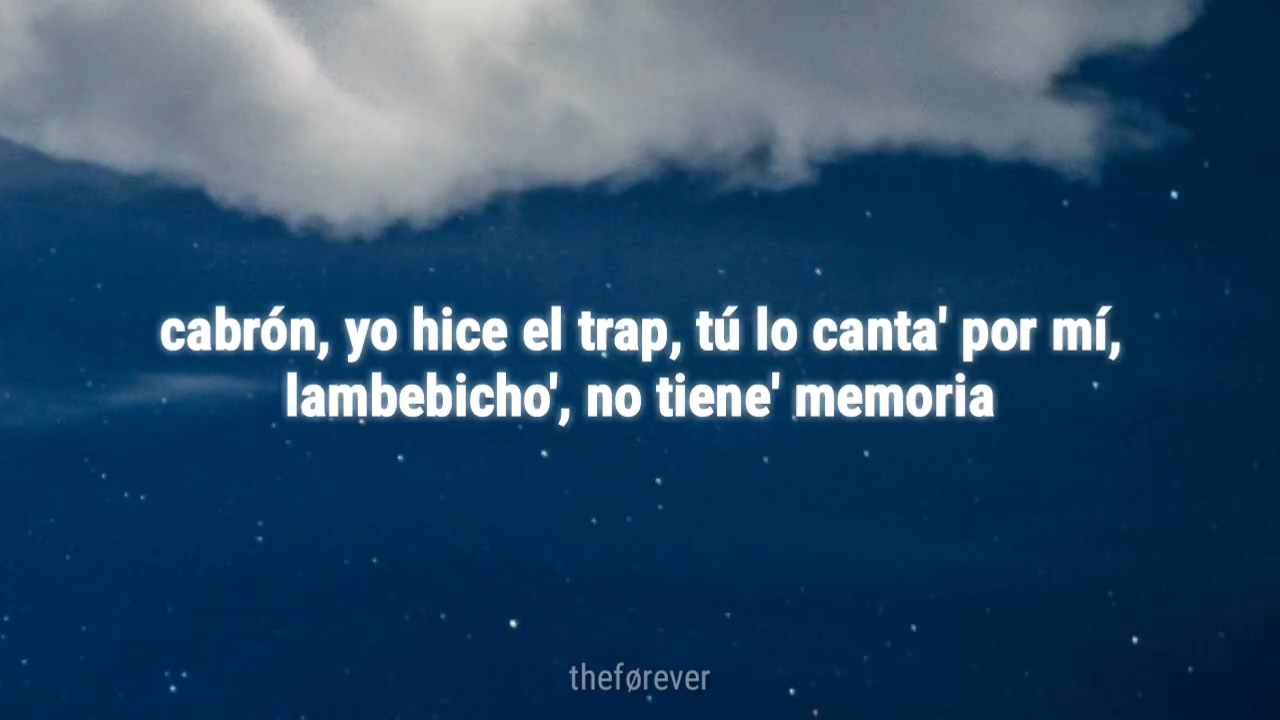 cabrón, yo hice el trap, tú lo canta' por mí,
lambebicho', no tiene' memoria
theførever